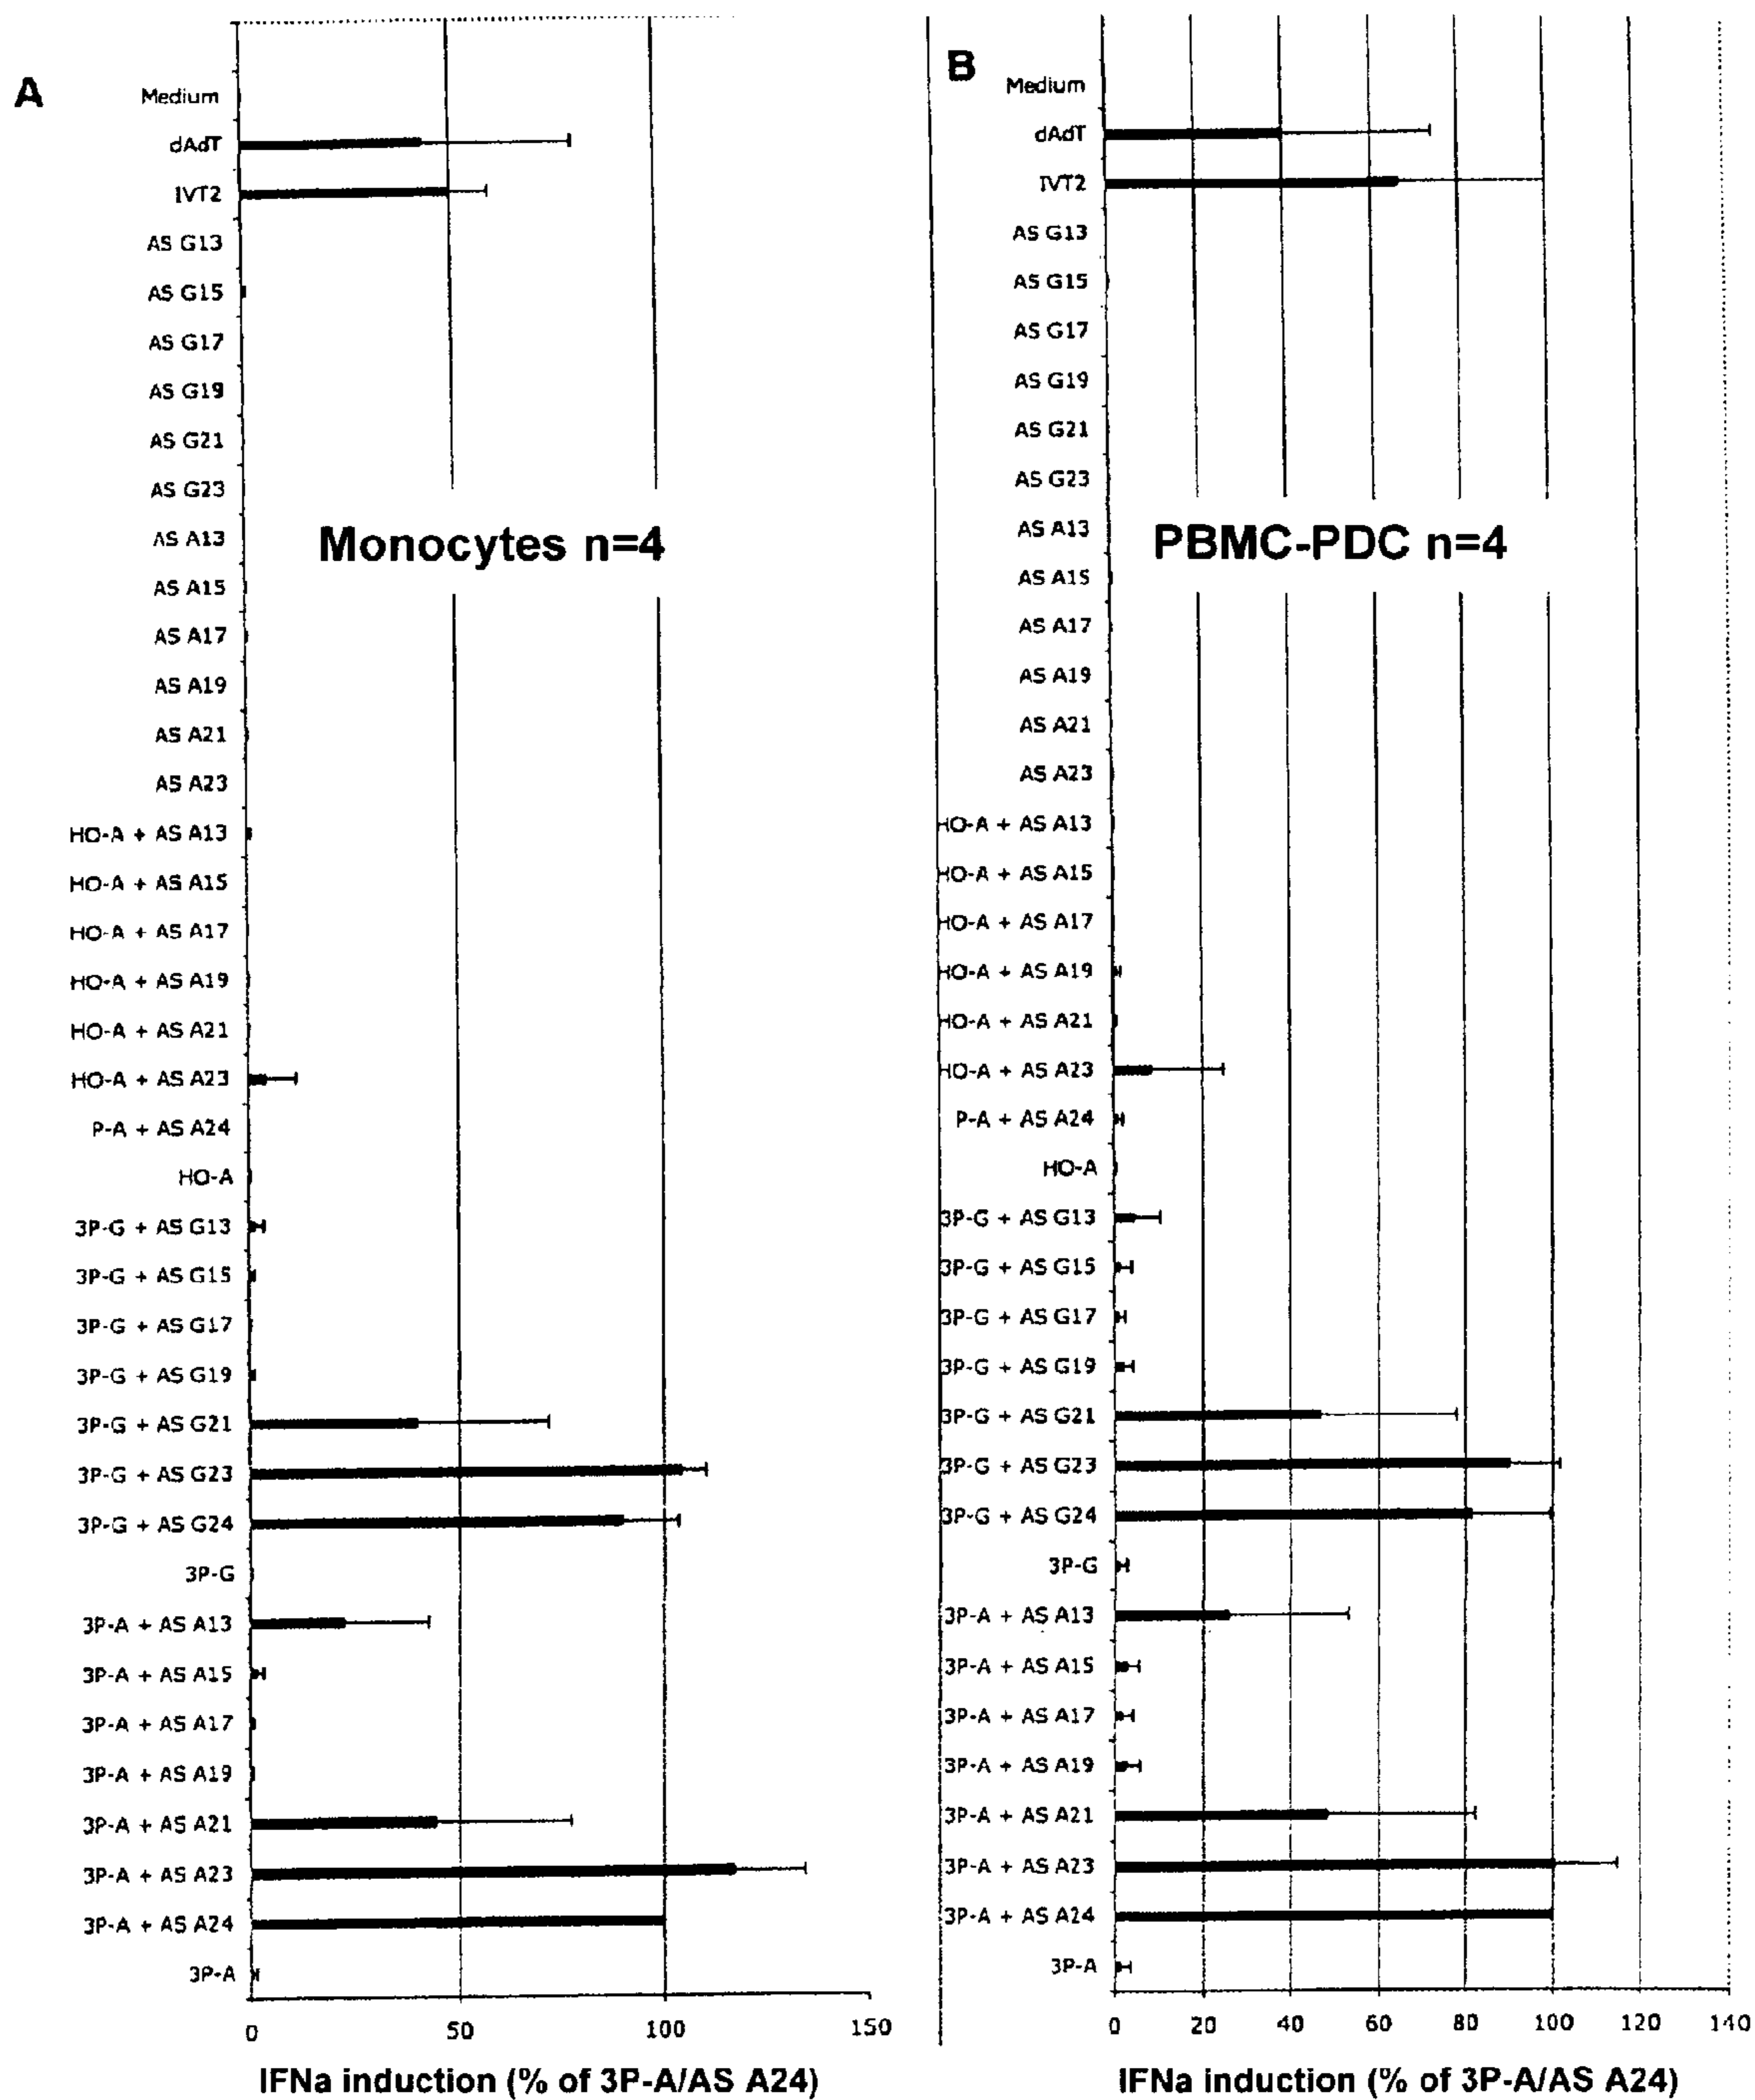 A
Medium
dAdT
IVT2
AS G13
AS G15
AS G17
AS G19
AS G21
AS G23
AS A13
AS A15
AS A17
AS A19
AS A21
AS A23
HO-A + AS A13
HO-A + AS A15
HO-A + AS A17
HO-A + AS A19
HO-A + AS A21
HO-A + AS A23
P-A + AS A24
HO-A
3P-G + AS G13
3P-G + AS G15
3P-G + AS G17
3P-G + AS G19
3P-G + AS G21
3P-G + AS G23
3P-G + AS G24
3P-G
3P-A + AS A13
3P-A + AS A15
3P-A + AS A17
3P-A + AS A19
3P-A + AS A21
3P-A + AS A23
3P-A + AS A24
3P-A
Monocytes n=4
0 50 100 150
IFNa induction (% of 3P-A/AS A24)
B
Medium
dAdT
IVT2
AS G13
AS G15
AS G17
AS G19
AS G21
AS G23
AS A13
AS A15
AS A17
AS A19
AS A21
AS A23
HO-A + AS A13
HO-A + AS A15
HO-A + AS A17
HO-A + AS A19
HO-A + AS A21
HO-A + AS A23
P-A + AS A24
HO-A
3P-G + AS G13
3P-G + AS G15
3P-G + AS G17
3P-G + AS G19
3P-G + AS G21
3P-G + AS G23
3P-G + AS G24
3P-G
3P-A + AS A13
3P-A + AS A15
3P-A + AS A17
3P-A + AS A19
3P-A + AS A21
3P-A + AS A23
3P-A + AS A24
3P-A
PBMC-PDC n=4
0 20 40 60 80 100 120 140
IFNa induction (% of 3P-A/AS A24)